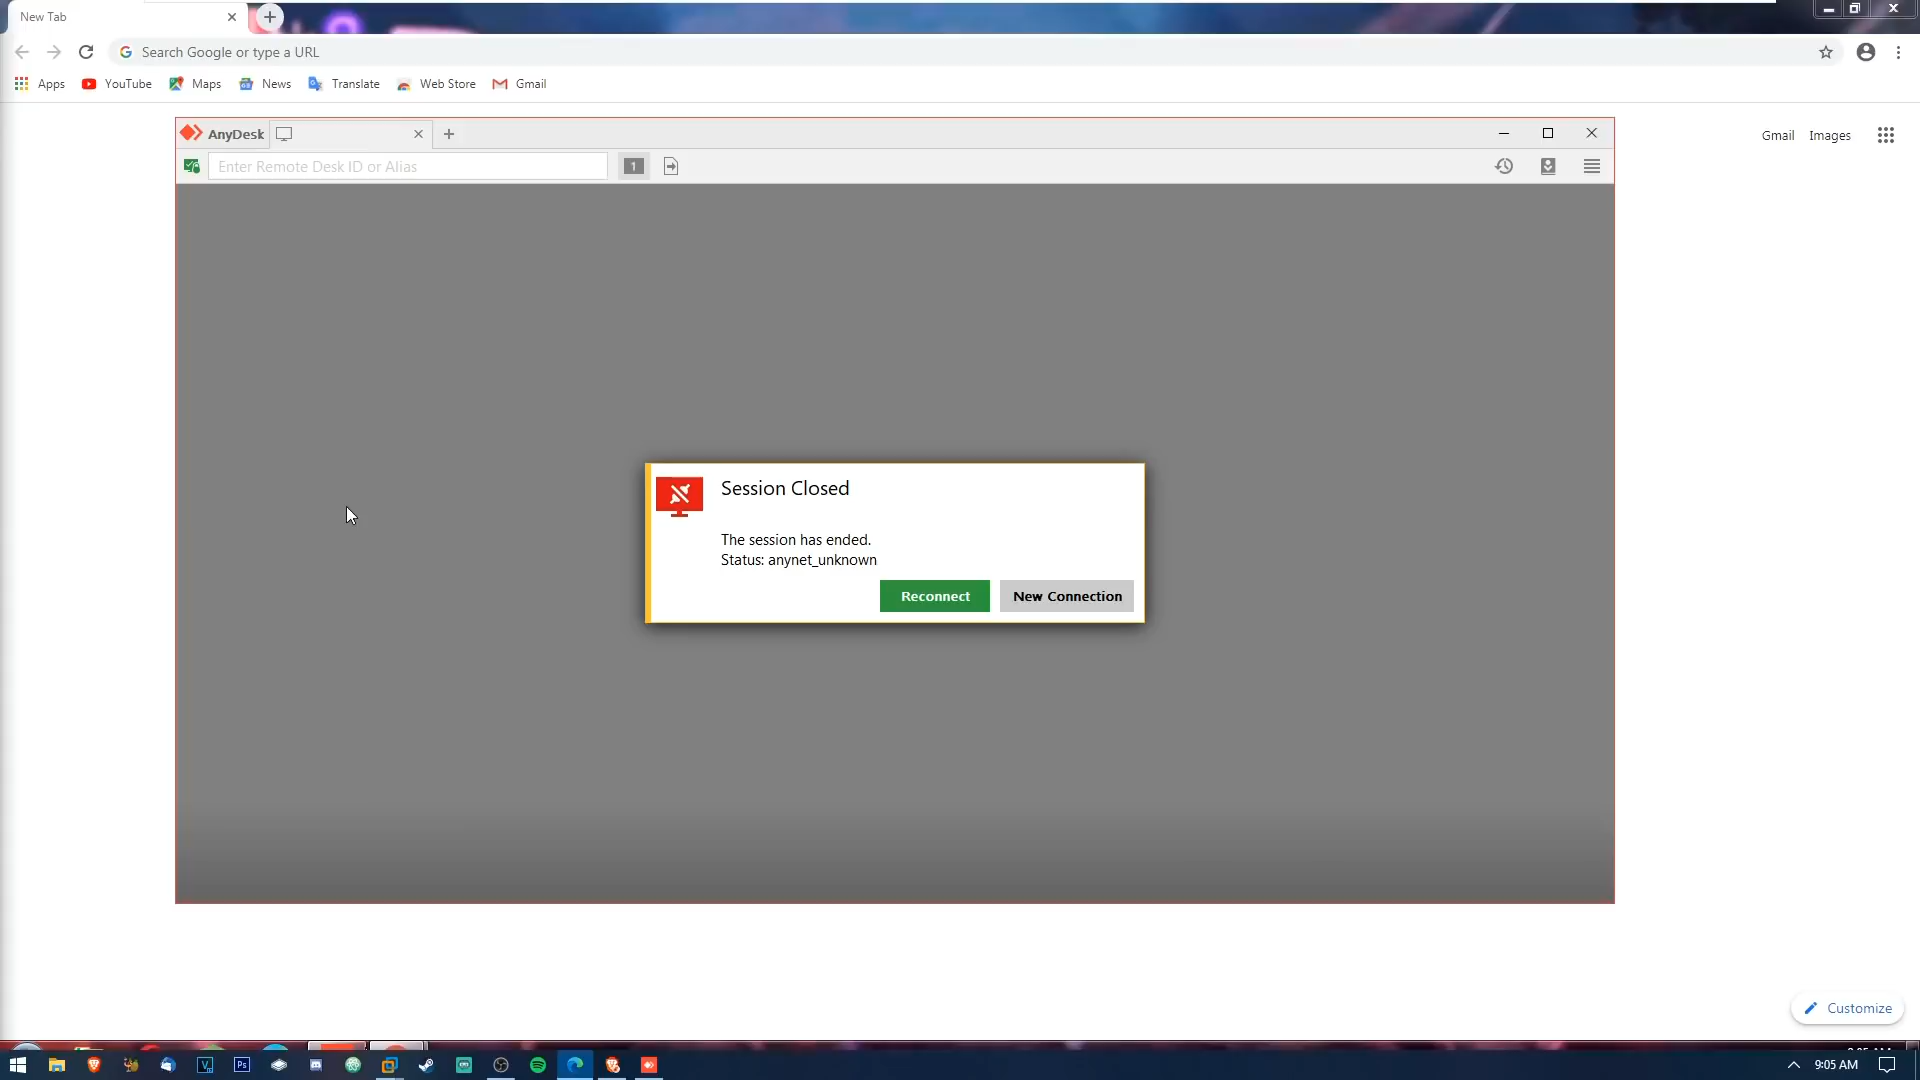 New Tab
Search Google or type a URL
Apps YouTube Maps News Translate Web Store Gmail
Gmail Images
AnyDesk
Enter Remote Desk ID or Alias
1
Session Closed
The session has ended.
Status: anynet_unknown
Reconnect New Connection
Customize
9:05 AM